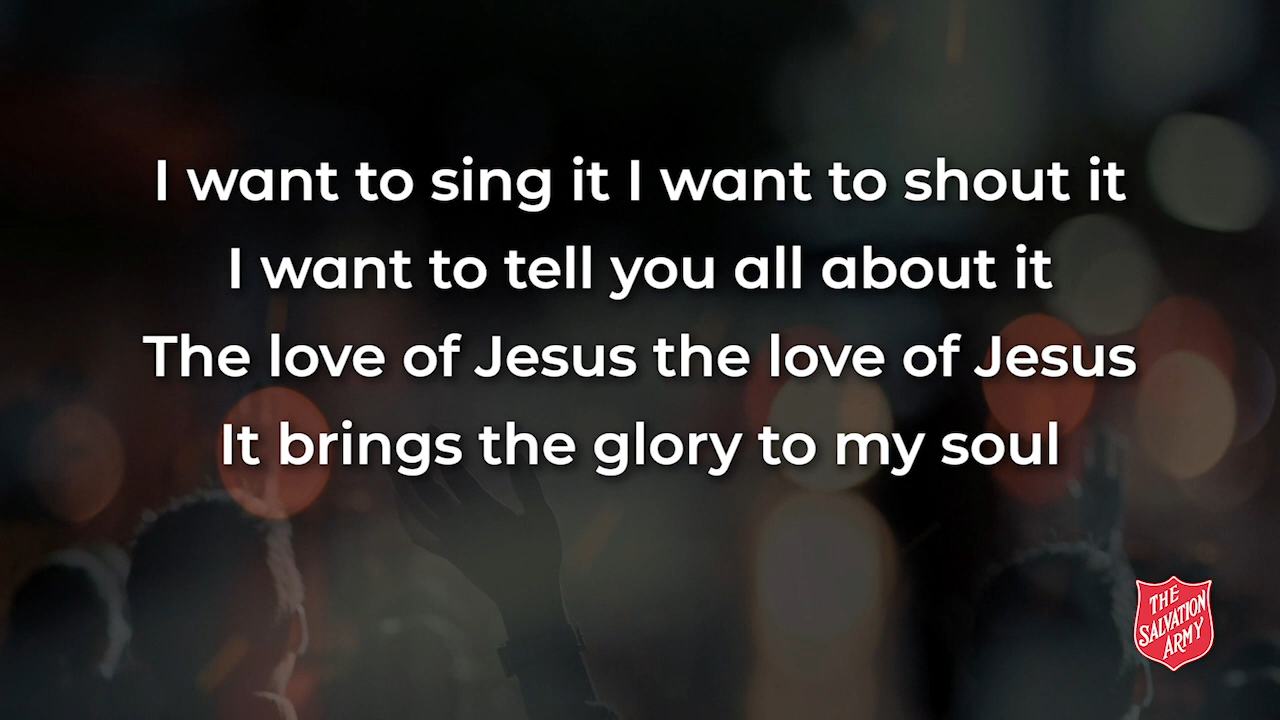 I want to sing it I want to shout it
I want to tell you all about it
The love of Jesus the love of Jesus
It brings the glory to my soul
THE
SALVATION
ARMY